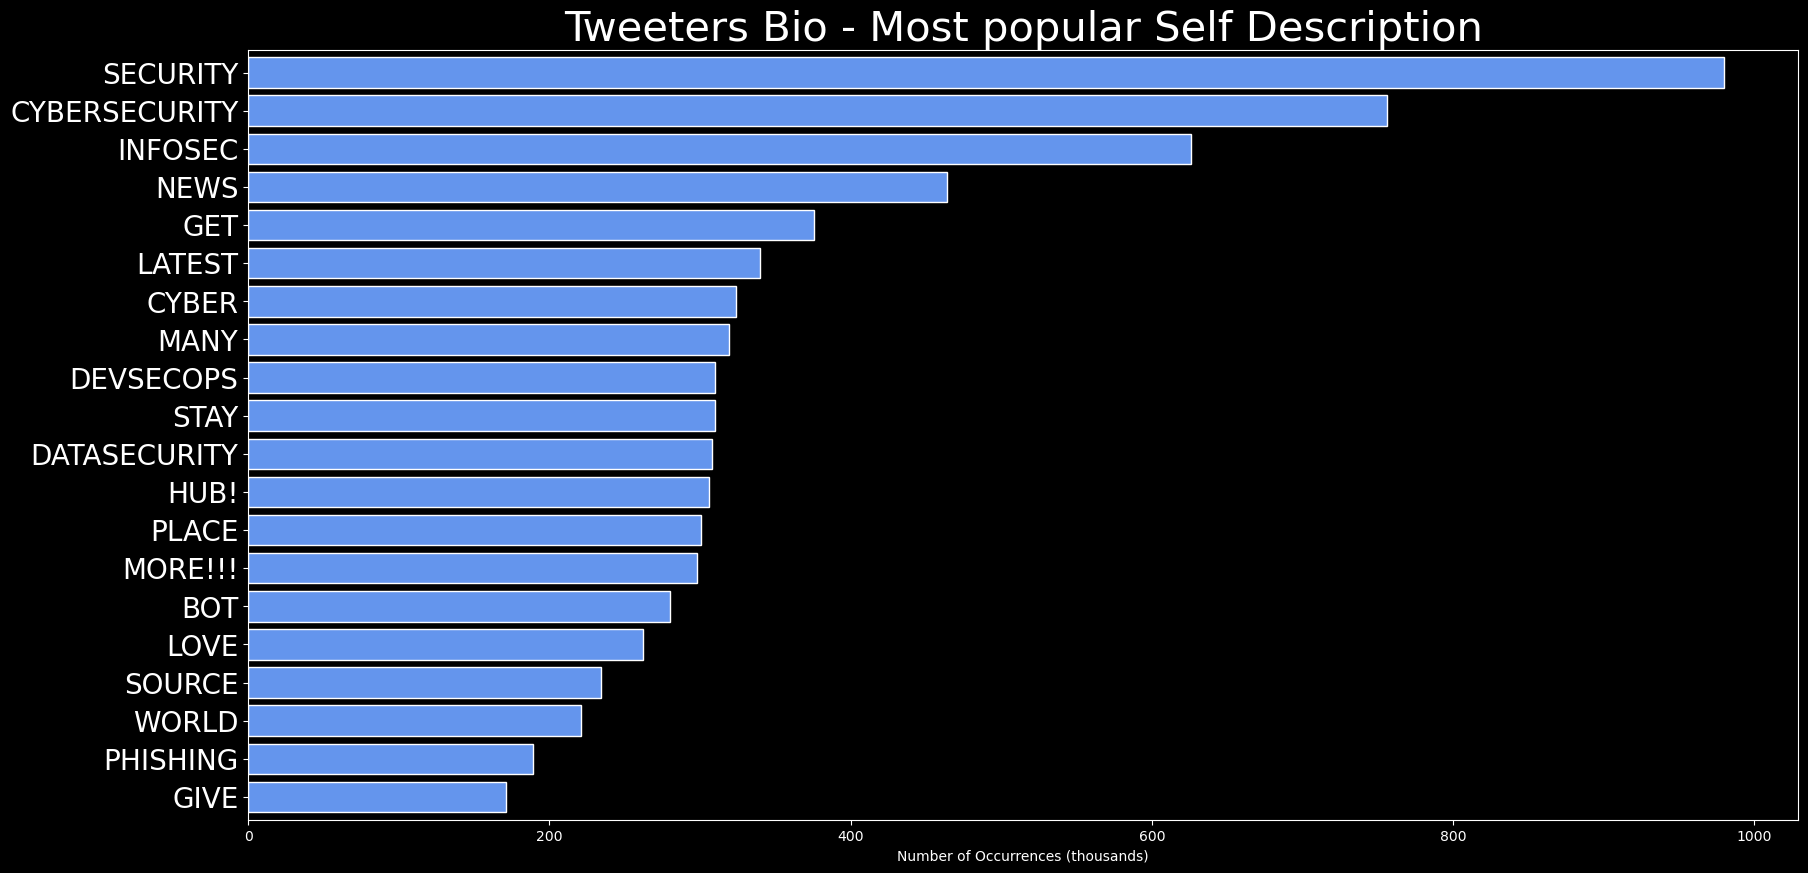 Tweeters Bio - Most popular Self Description
SECURITY
CYBERSECURITY
INFOSEC
NEWS
GET
LATEST
CYBER
MANY
DEVSECOPS
STAY
DATASECURITY
HUB!
PLACE
MORE!!!
BOT
LOVE
SOURCE
WORLD
PHISHING
GIVE
0 200 400 600 800 1000
Number of Occurrences (thousands)